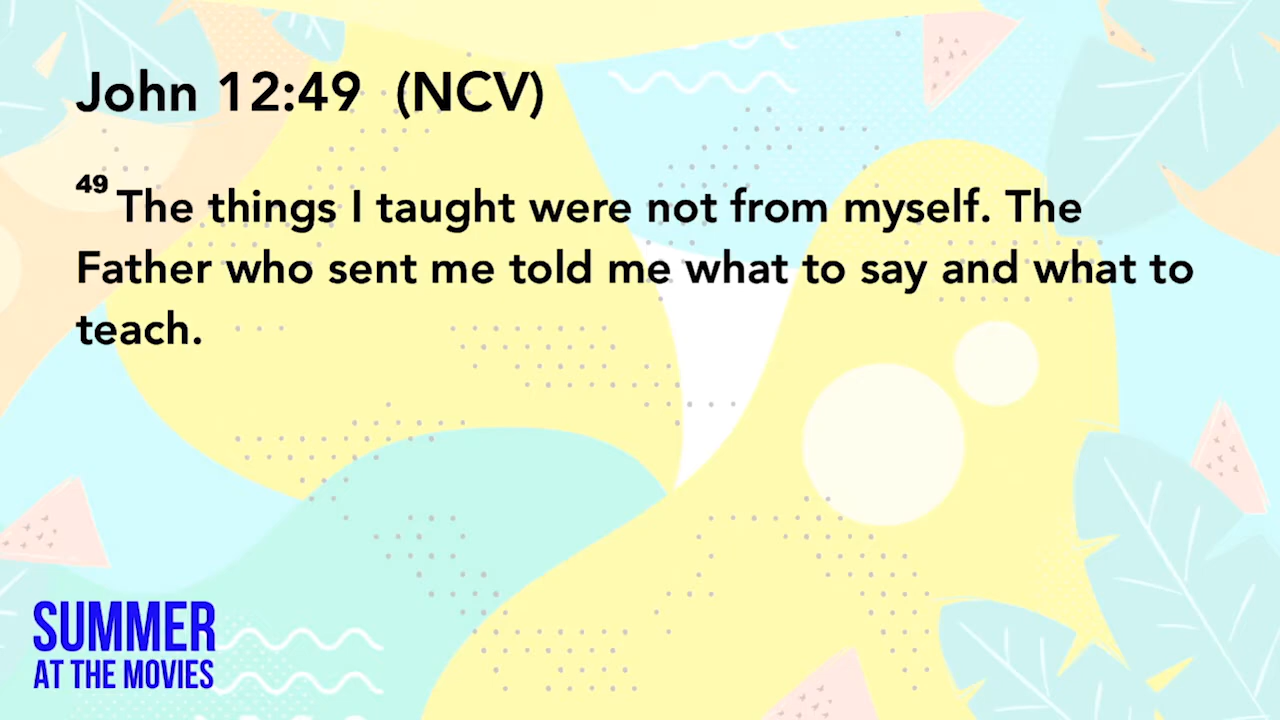 John 12:49 (NCV)
49 The things I taught were not from myself. The
Father who sent me told me what to say and what to
teach.
SUMMER
AT THE MOVIES